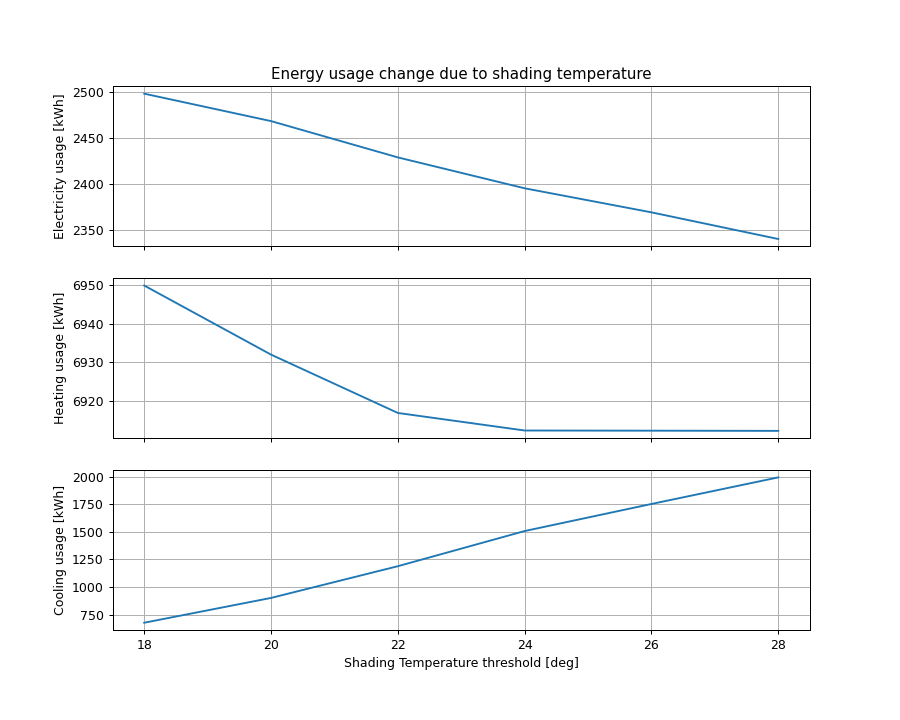 Energy usage change due to shading temperature
Electricity usage [kWh]
2500
2450
2400
2350
Heating usage [kWh]
6950
6940
6930
6920
Cooling usage [kWh]
2000
1750
1500
1250
1000
750
18 20 22 24 26 28
Shading Temperature threshold [deg]